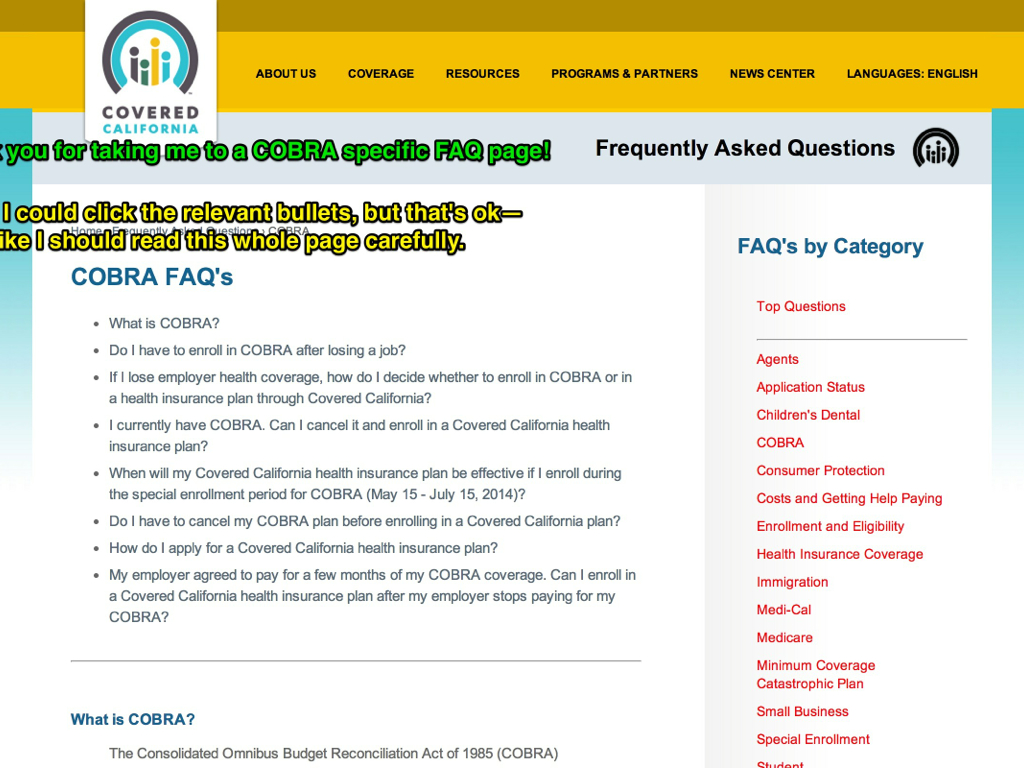 ABOUT US COVERAGE RESOURCES PROGRAMS & PARTNERS NEWS CENTER LANGUAGES: ENGLISH
COVERED
CALIFORNIA
you for taking me to a COBRA specific FAQ page!
Frequently Asked Questions
I could click the relevant bullets, but that's ok—
Home Frequently Asked Questions › COBRA
like I should read this whole page carefully.
COBRA FAQ's
• What is COBRA?
• Do I have to enroll in COBRA after losing a job?
• If I lose employer health coverage, how do I decide whether to enroll in COBRA or in
a health insurance plan through Covered California?
• I currently have COBRA. Can I cancel it and enroll in a Covered California health
insurance plan?
• When will my Covered California health insurance plan be effective if I enroll during
the special enrollment period for COBRA (May 15 - July 15, 2014)?
• Do I have to cancel my COBRA plan before enrolling in a Covered California plan?
• How do I apply for a Covered California health insurance plan?
• My employer agreed to pay for a few months of my COBRA coverage. Can I enroll in
a Covered California health insurance plan after my employer stops paying for my
COBRA?
What is COBRA?
The Consolidated Omnibus Budget Reconciliation Act of 1985 (COBRA)
FAQ's by Category
Top Questions
Agents
Application Status
Children's Dental
COBRA
Consumer Protection
Costs and Getting Help Paying
Enrollment and Eligibility
Health Insurance Coverage
Immigration
Medi-Cal
Medicare
Minimum Coverage
Catastrophic Plan
Small Business
Special Enrollment
Student